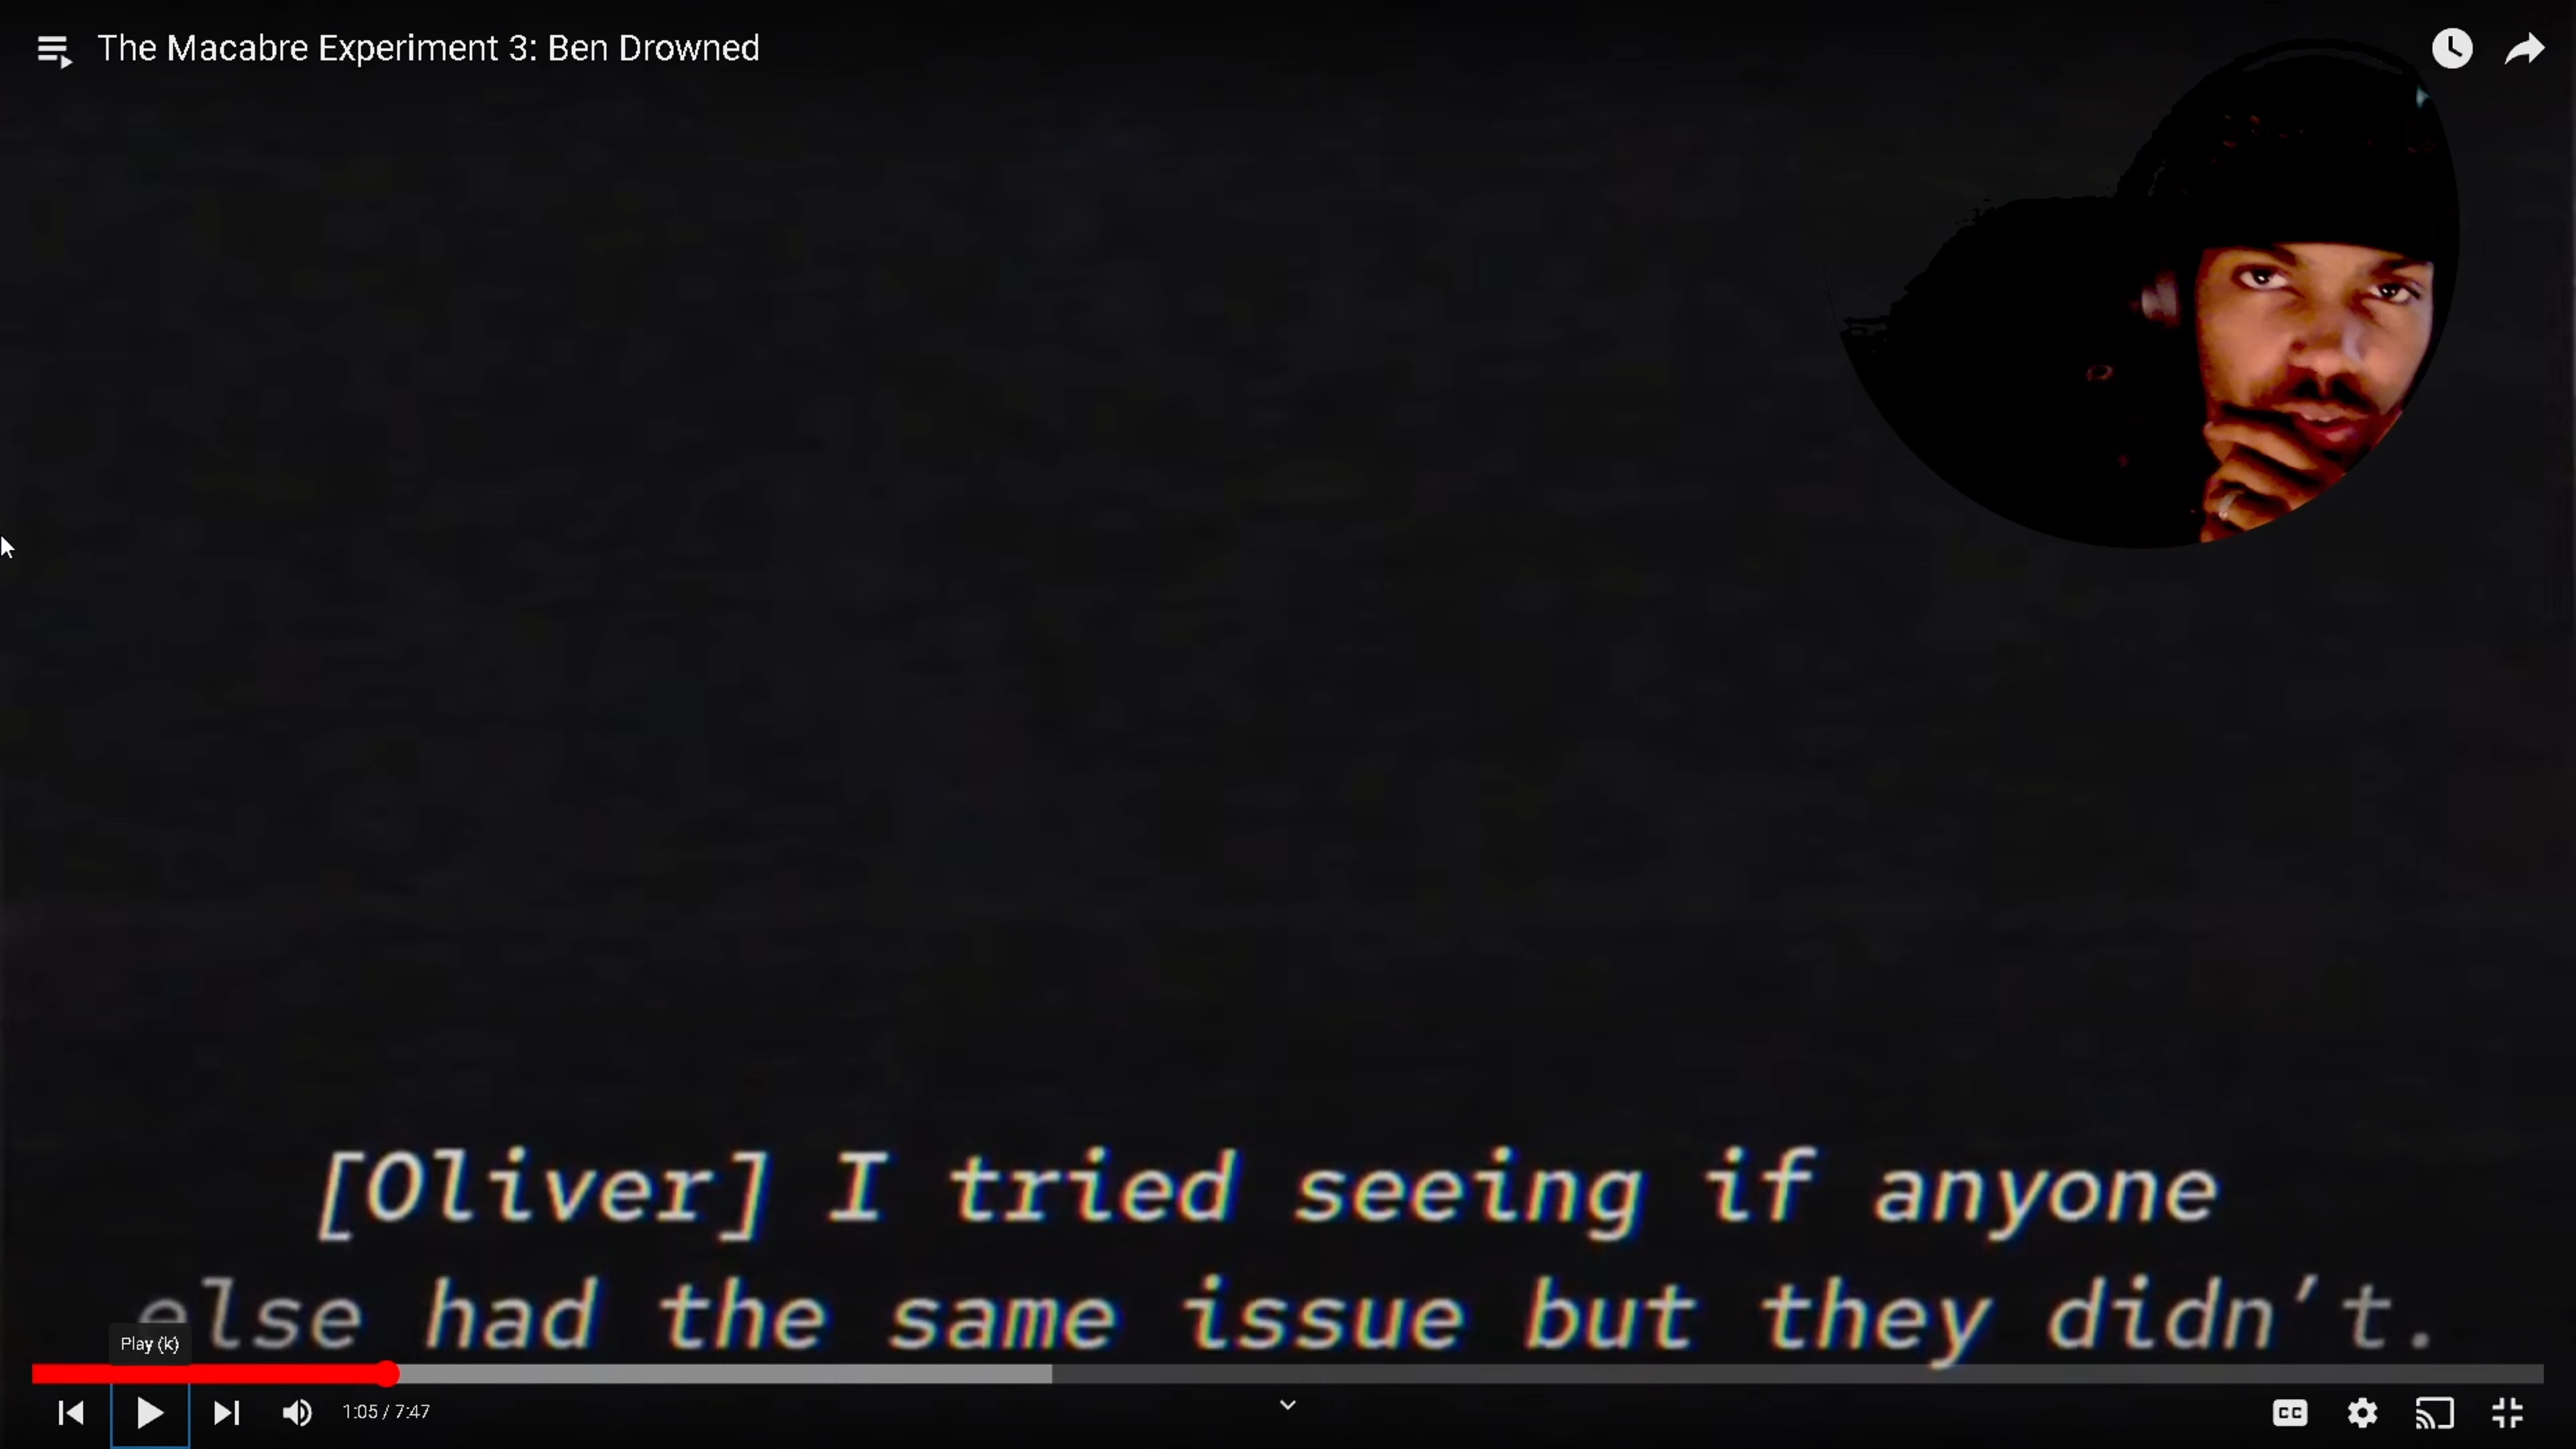 The Macabre Experiment 3: Ben Drowned
[Oliver] I tried seeing if anyone
else had the same issue but they didn't.
Play (k)
1:05 / 7:47
CC